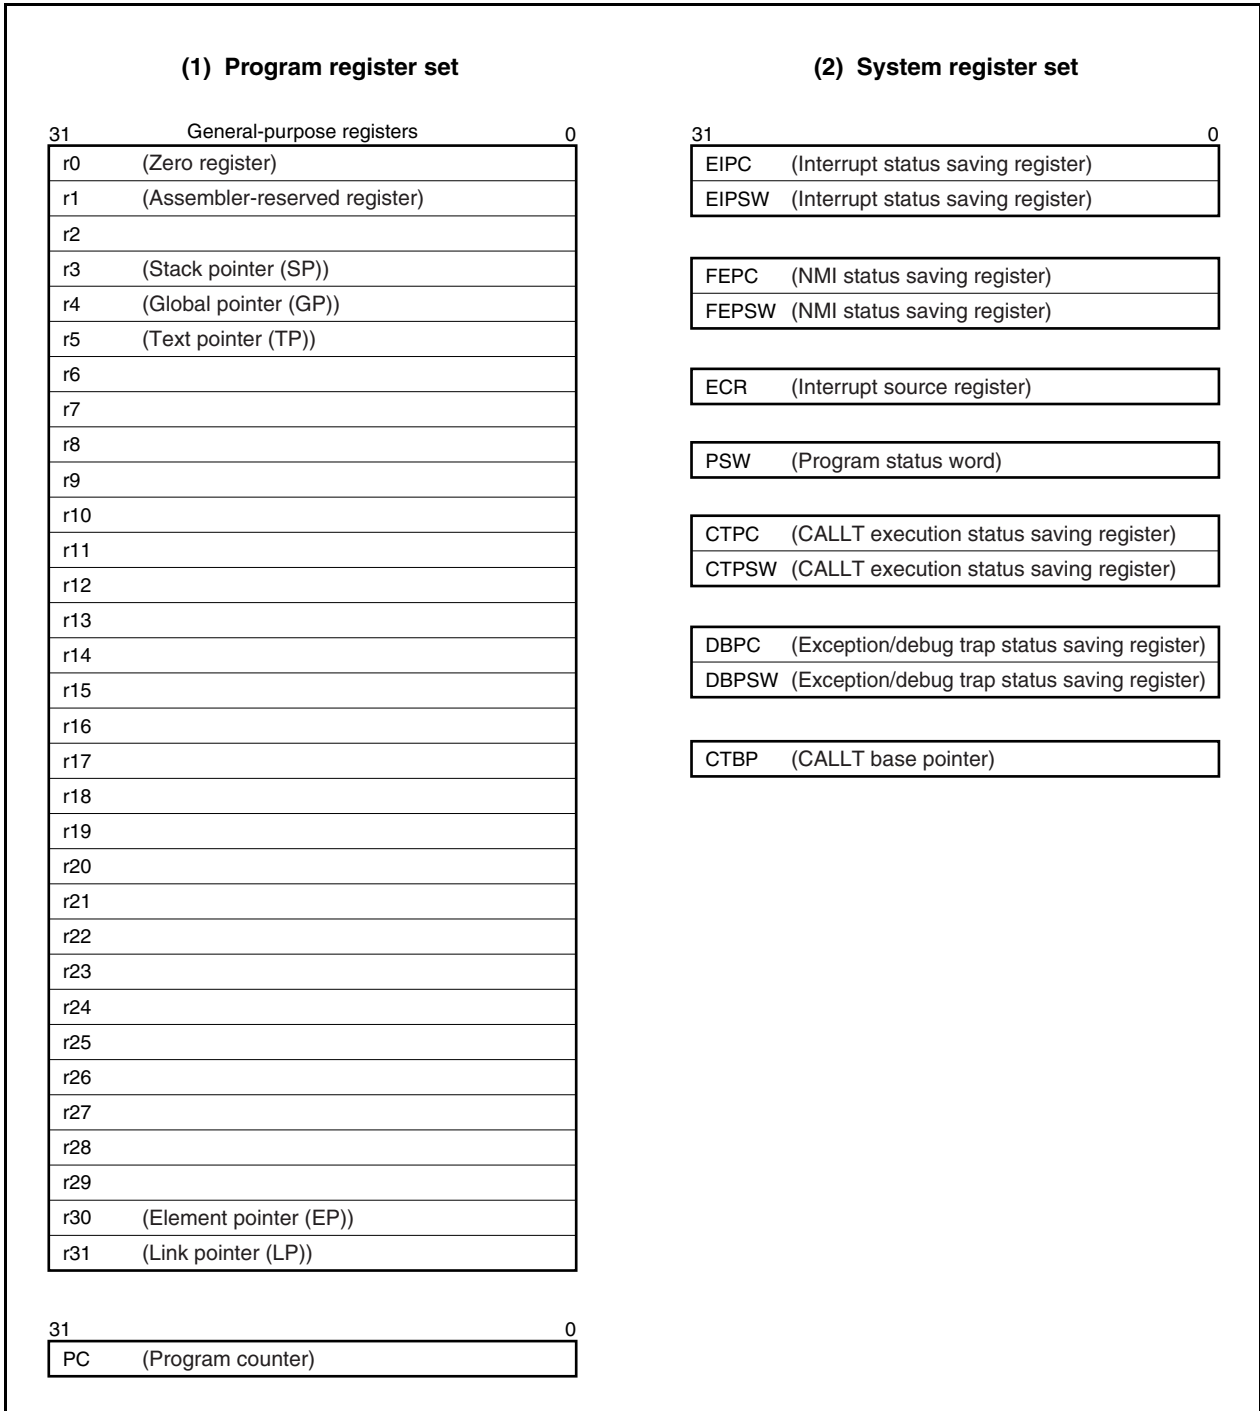 (1) Program register set
31 General-purpose registers 0
r0 (Zero register)
r1 (Assembler-reserved register)
r2
r3 (Stack pointer (SP))
r4 (Global pointer (GP))
r5 (Text pointer (TP))
r6
r7
r8
r9
r10
r11
r12
r13
r14
r15
r16
r17
r18
r19
r20
r21
r22
r23
r24
r25
r26
r27
r28
r29
r30 (Element pointer (EP))
r31 (Link pointer (LP))
31 0
PC (Program counter)
(2) System register set
31 0
EIPC (Interrupt status saving register)
EIPSW (Interrupt status saving register)
FEPC (NMI status saving register)
FEPSW (NMI status saving register)
ECR (Interrupt source register)
PSW (Program status word)
CTPC (CALLT execution status saving register)
CTPSW (CALLT execution status saving register)
DBPC (Exception/debug trap status saving register)
DBPSW (Exception/debug trap status saving register)
CTBP (CALLT base pointer)